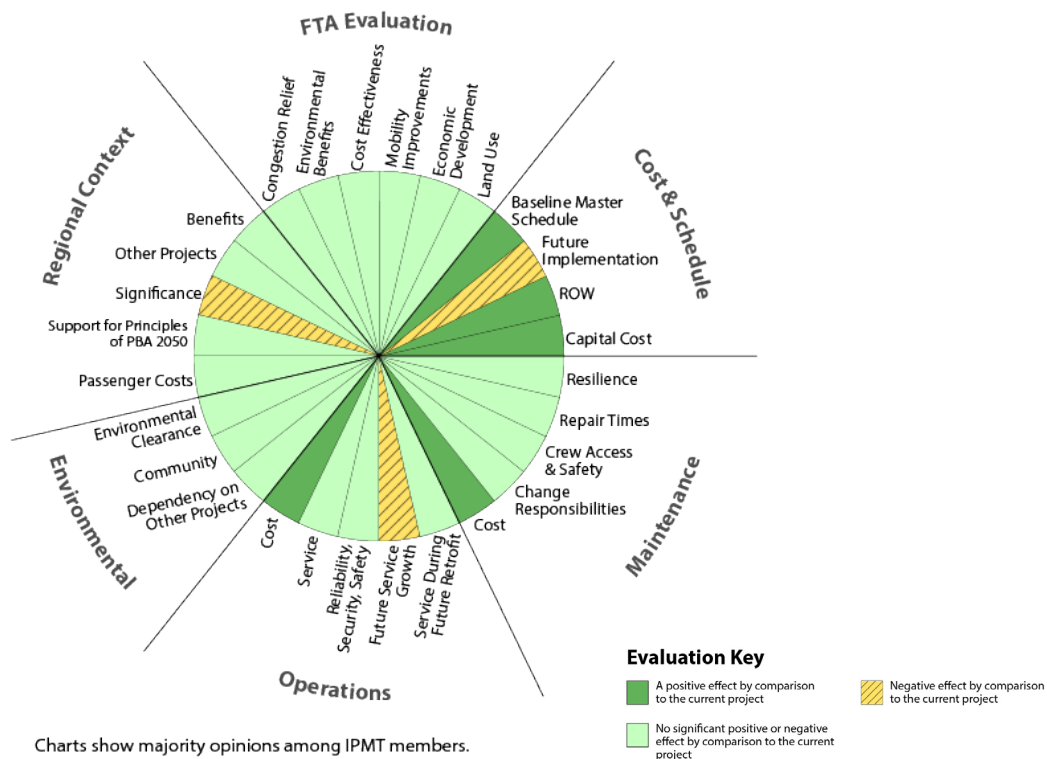 FTA Evaluation
Congestion Relief
Environmental
Benefits
Cost Effectiveness
Mobility
Improvements
Economic
Development
Land Use
Cost & Schedule
Baseline Master
Schedule
Future
Implementation
ROW
Capital Cost
Maintenance
Resilience
Repair Times
Crew Access
& Safety
Change
Responsibilities
Cost
Operations
Service During
Future Retrofit
Future Service
Growth
Reliability,
Security, Safety
Service
Cost
Environmental
Dependency on
Other Projects
Community
Environmental
Clearance
Regional Context
Passenger Costs
Support for Principles
of PBA 2050
Significance
Other Projects
Benefits
Evaluation Key
A positive effect by comparison
to the current project
Negative effect by comparison
to the current project
No significant positive or negative
effect by comparison to the current
project
Charts show majority opinions among IPMT members.